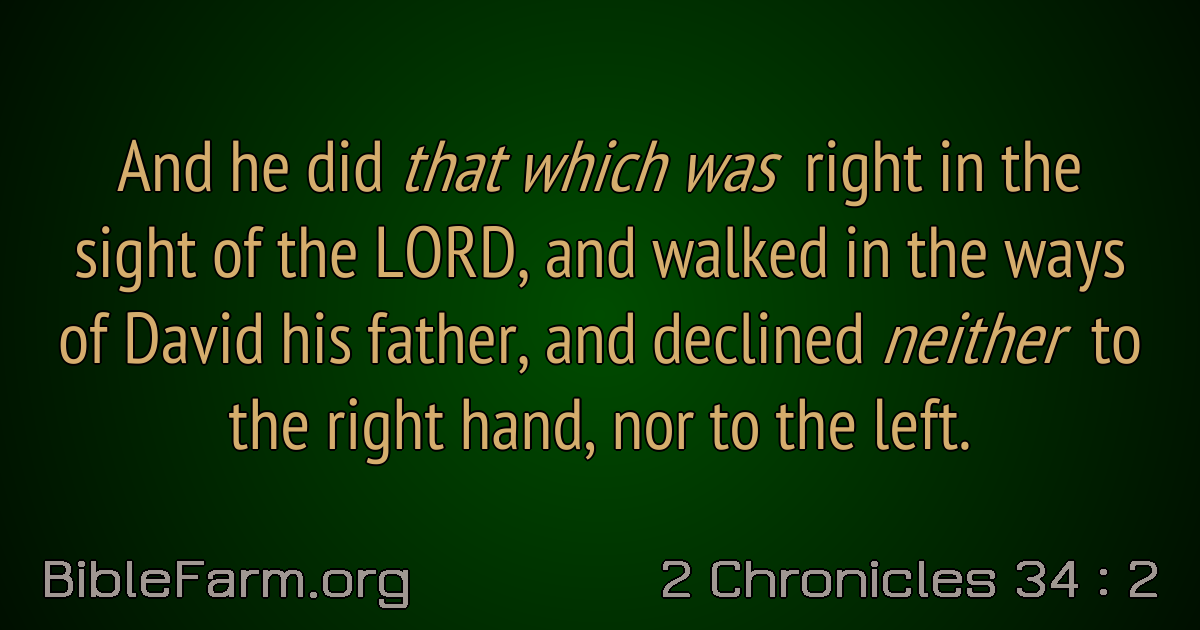 And he did that which was right in the
sight of the LORD, and walked in the ways
of David his father, and declined neither to
the right hand, nor to the left.
BibleFarm.org
2 Chronicles 34 : 2